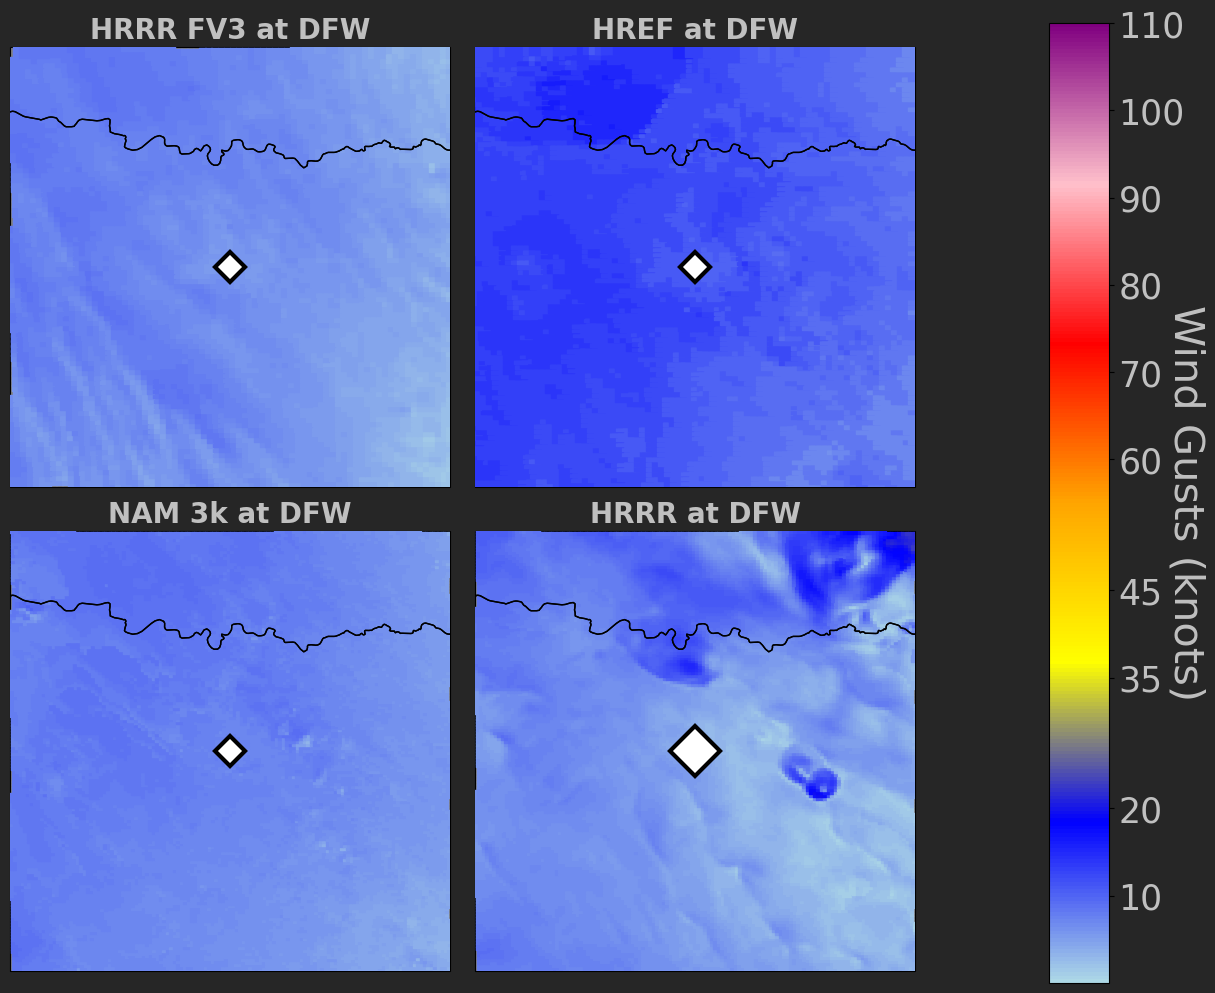 HRRR FV3 at DFW
HREF at DFW
NAM 3k at DFW
HRRR at DFW
110
100
90
80
70
60
45
35
20
10
Wind Gusts (knots)